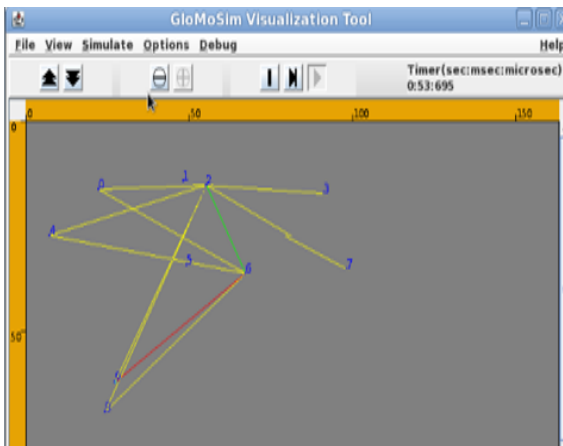 GloMoSim Visualization Tool
File View Simulate Options Debug Help
Timer(sec:msec:microsec)
0:53:695
0 50 100 150
0
1 2
0 3
4
5 6 7
50